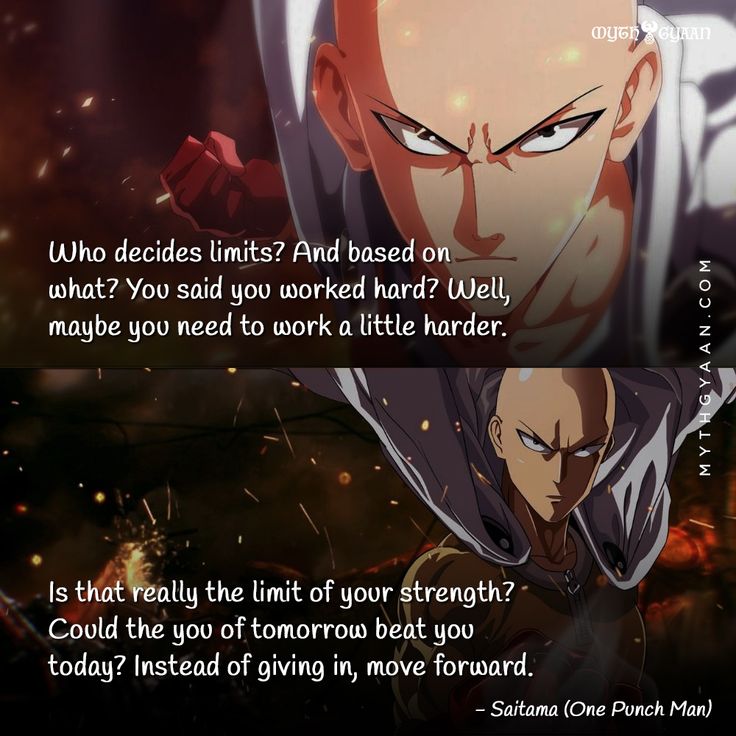 MYTH GYAAN
Who decides limits? And based on
what? You said you worked hard? Well,
maybe you need to work a little harder.
MYTHGYAAN.COM
Is that really the limit of your strength?
Could the you of tomorrow beat you
today? Instead of giving in, move forward.
- Saitama (One Punch Man)